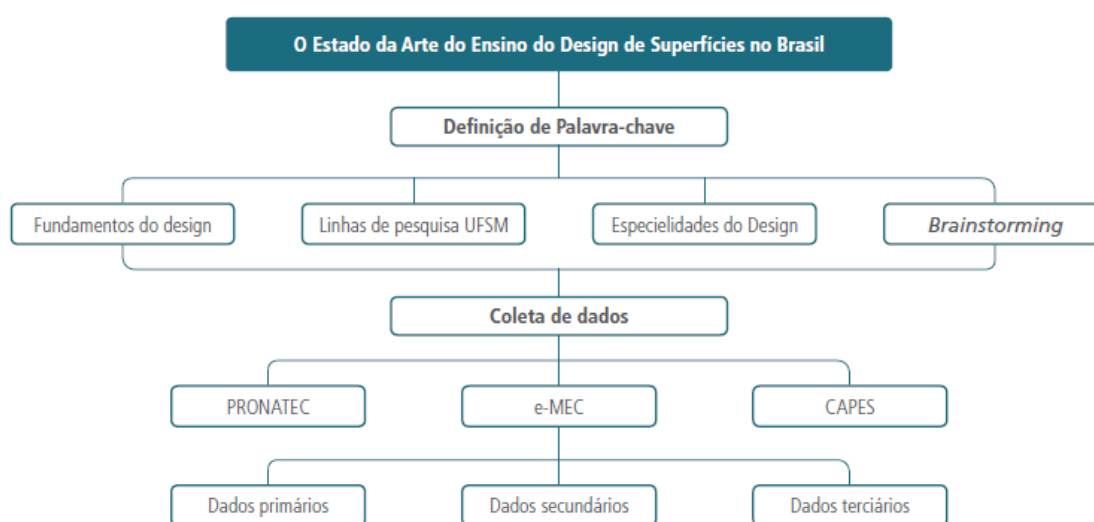 O Estado da Arte do Ensino do Design de Superfícies no Brasil
Definição de Palavra-chave
Fundamentos do design
Linhas de pesquisa UFSM
Especielidades do Design
Brainstorming
Coleta de dados
PRONATEC
e-MEC
CAPES
Dados primários
Dados secundários
Dados terciários